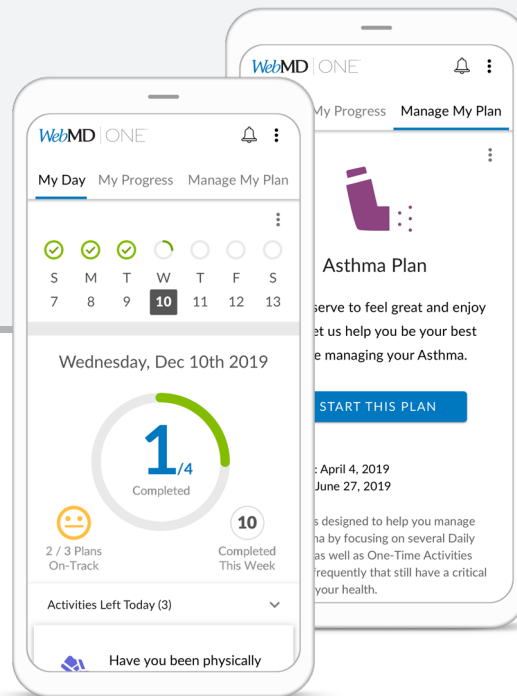 WebMD ONE
My Day My Progress Manage My Plan
S M T W T F S
7 8 9 10 11 12 13
Wednesday, Dec 10th 2019
1/4
Completed
2 / 3 Plans
On-Track
10
Completed
This Week
Activities Left Today (3)
Have you been physically
WebMD ONE
My Progress Manage My Plan
Asthma Plan
serve to feel great and enjoy
et us help you be your best
e managing your Asthma.
START THIS PLAN
: April 4, 2019
June 27, 2019
s designed to help you manage
na by focusing on several Daily
as well as One-Time Activities
frequently that still have a critical
your health.